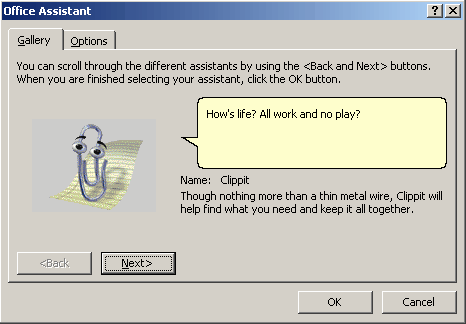 Office Assistant
Gallery
Options
You can scroll through the different assistants by using the <Back and Next> buttons.
When you are finished selecting your assistant, click the OK button.
How's life? All work and no play?
Name: Clippit
Though nothing more than a thin metal wire, Clippit will
help find what you need and keep it all together.
<Back
Next>
OK
Cancel